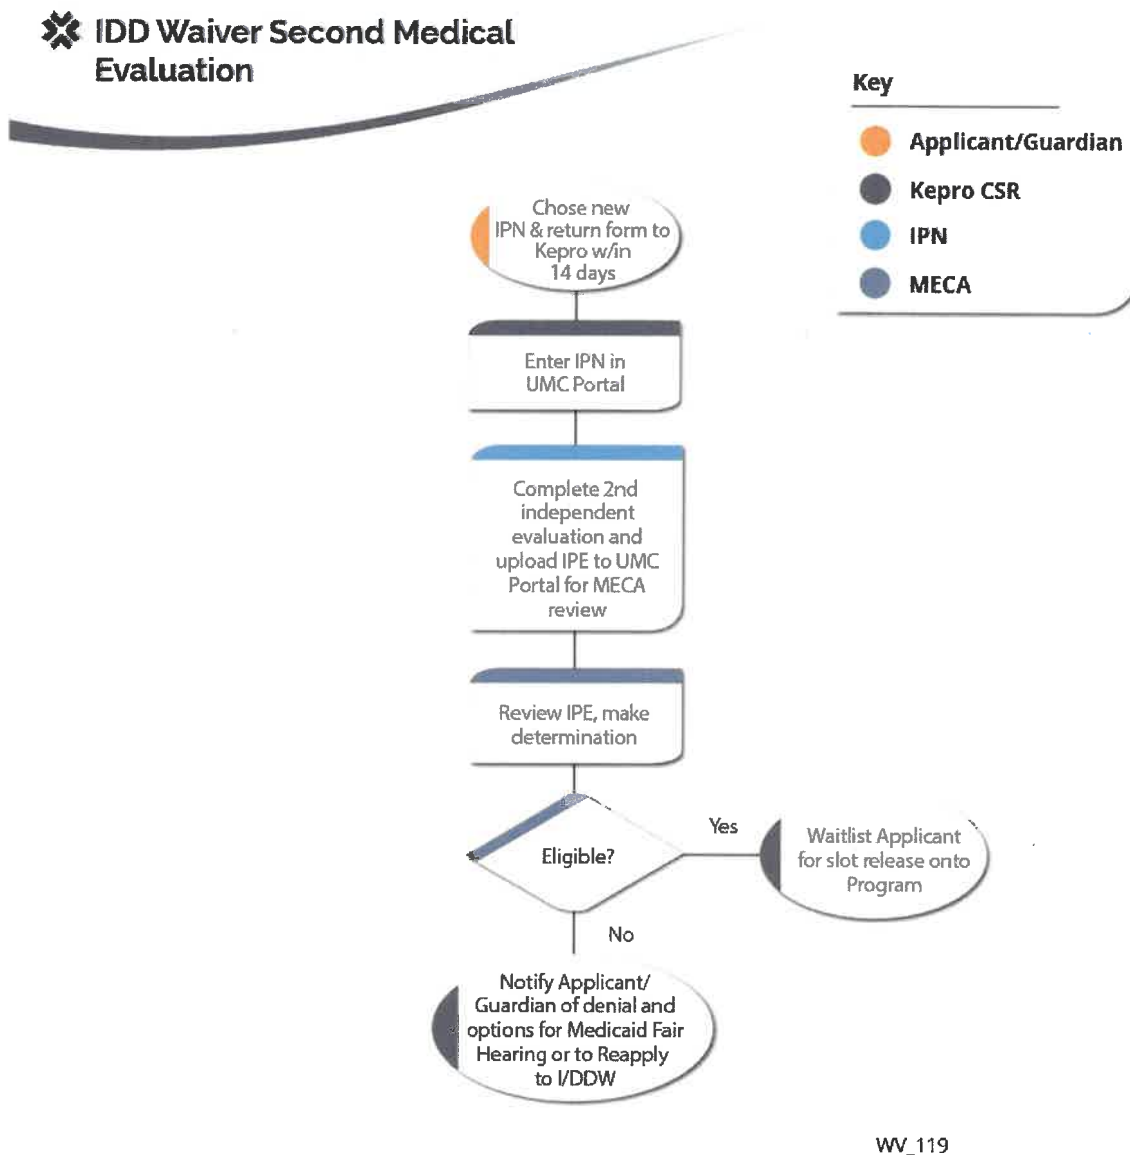 IDD Waiver Second Medical
Evaluation
Key
Applicant/Guardian
Kepro CSR
IPN
MECA
Chose new
IPN & return form to
Kepro w/in
14 days
Enter IPN in
UMC Portal
Complete 2nd
independent
evaluation and
upload IPE to UMC
Portal for MECA
review
Review IPE, make
determination
Eligible?
Yes
Waitlist Applicant
for slot release onto
Program
No
Notify Applicant/
Guardian of denial and
options for Medicaid Fair
Hearing or to Reapply
to I/DDW
WV_119